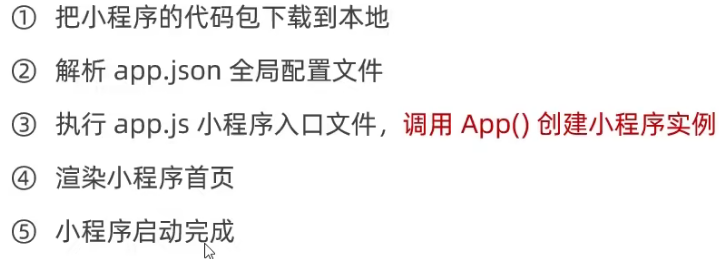 ① 把小程序的代码包下载到本地
② 解析 app.json 全局配置文件
③ 执行 app.js 小程序入口文件，调用 App() 创建小程序实例
④ 渲染小程序首页
⑤ 小程序启动完成